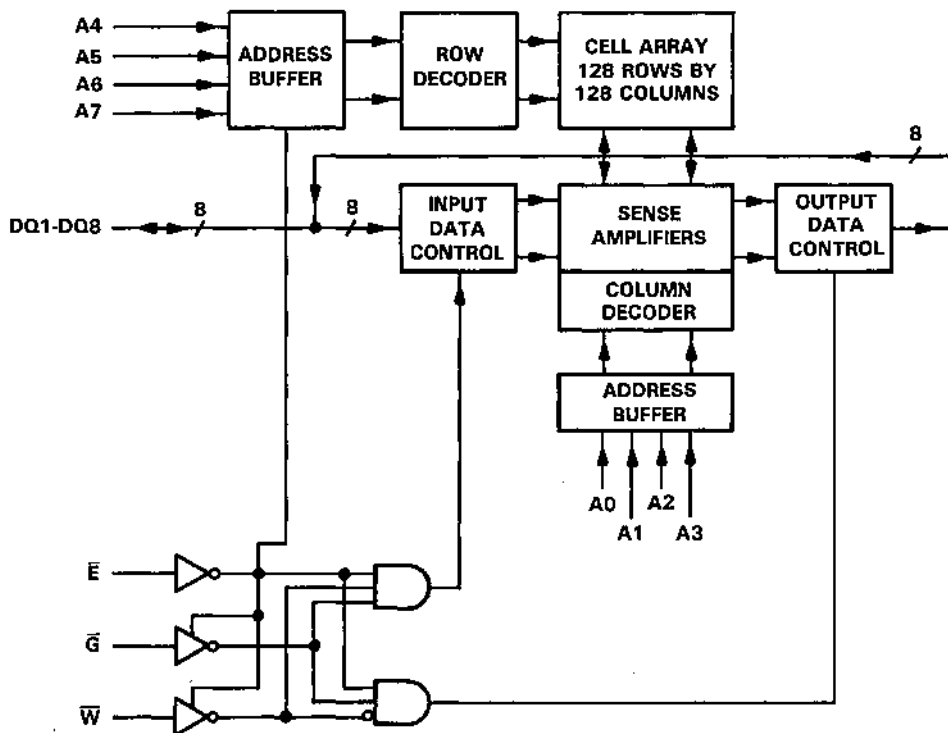 A4
A5
A6
A7
ADDRESS
BUFFER
ROW
DECODER
CELL ARRAY
128 ROWS BY
128 COLUMNS
8
DQ1-DQ8
8
8
INPUT
DATA
CONTROL
SENSE
AMPLIFIERS
OUTPUT
DATA
CONTROL
COLUMN
DECODER
ADDRESS
BUFFER
A0
A1
A2
A3
E̅
G̅
W̅